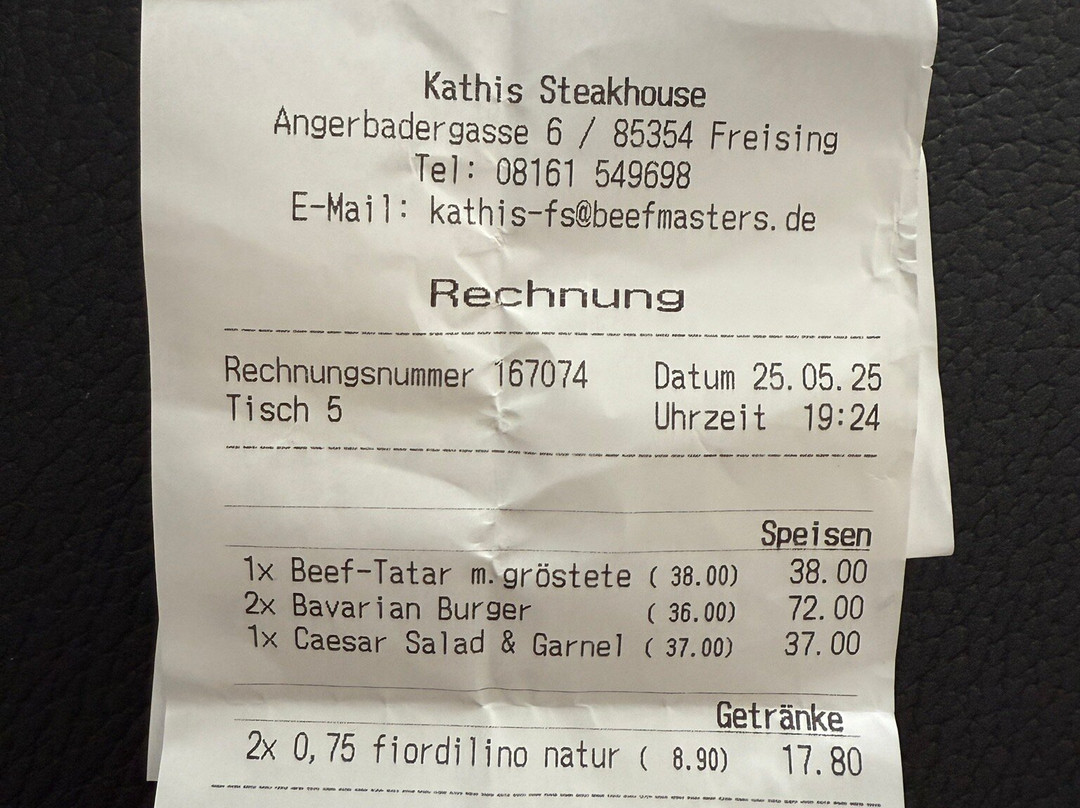 Kathis Steakhouse
Angerbadergasse 6 / 85354 Freising
Tel: 08161 549698
E-Mail: kathis-fs@beefmasters.de
Rechnung
Rechnungsnummer 167074 Datum 25.05.25
Tisch 5 Uhrzeit 19:24
Speisen
1x Beef-Tatar m.gröstete ( 38.00) 38.00
2x Bavarian Burger ( 36.00) 72.00
1x Caesar Salad & Garnel ( 37.00) 37.00
Getränke
2x 0,75 fiordilino natur ( 8.90) 17.80